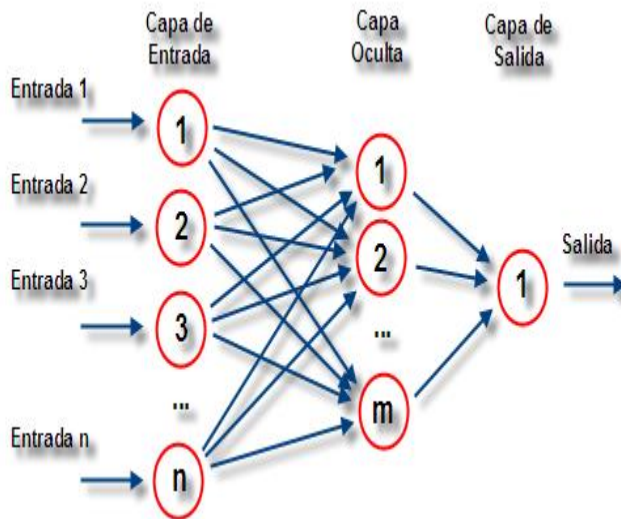 Capa de
Entrada
Capa
Oculta
Capa de
Salida
Entrada 1
1
Entrada 2
2
Entrada 3
3
...
Entrada n
n
1
2
...
m
1
Salida